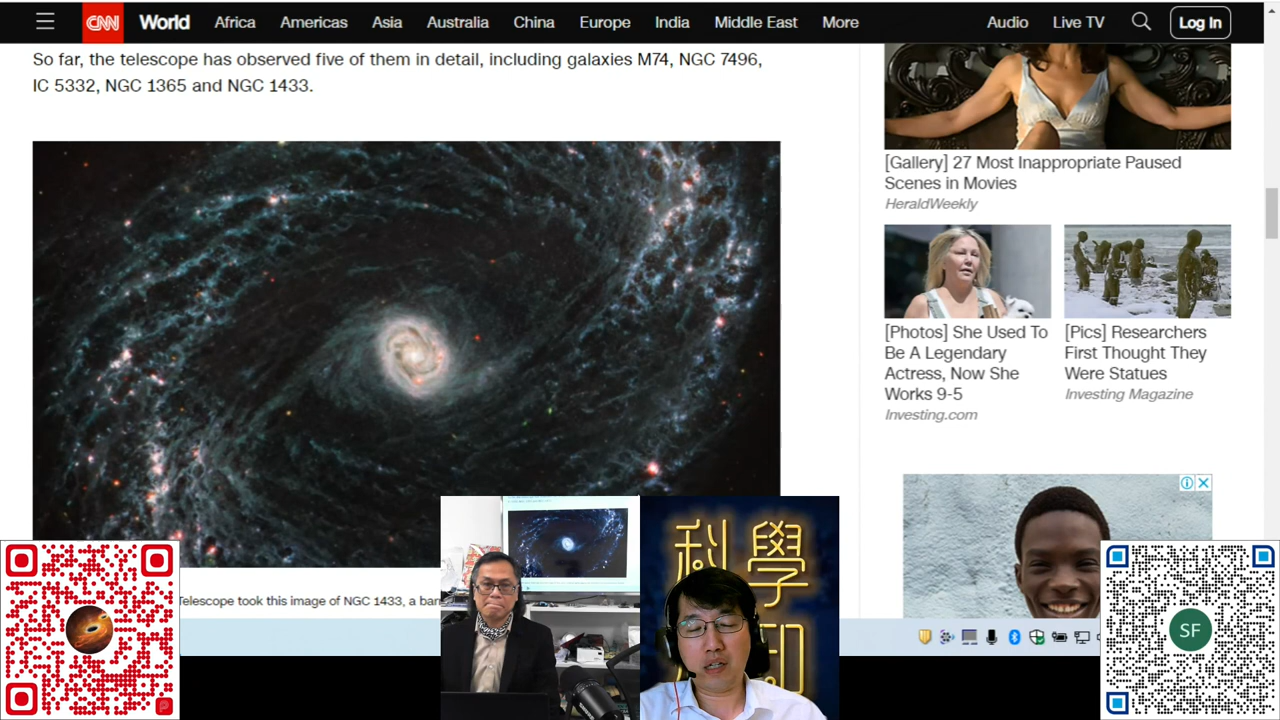 CNN World Africa Americas Asia Australia China Europe India Middle East More Audio Live TV Log In
So far, the telescope has observed five of them in detail, including galaxies M74, NGC 7496,
IC 5332, NGC 1365 and NGC 1433.
Telescope took this image of NGC 1433, a bar
[Gallery] 27 Most Inappropriate Paused
Scenes in Movies
HeraldWeekly
[Photos] She Used To
Be A Legendary
Actress, Now She
Works 9-5
Investing.com
[Pics] Researchers
First Thought They
Were Statues
Investing Magazine
科學
SF